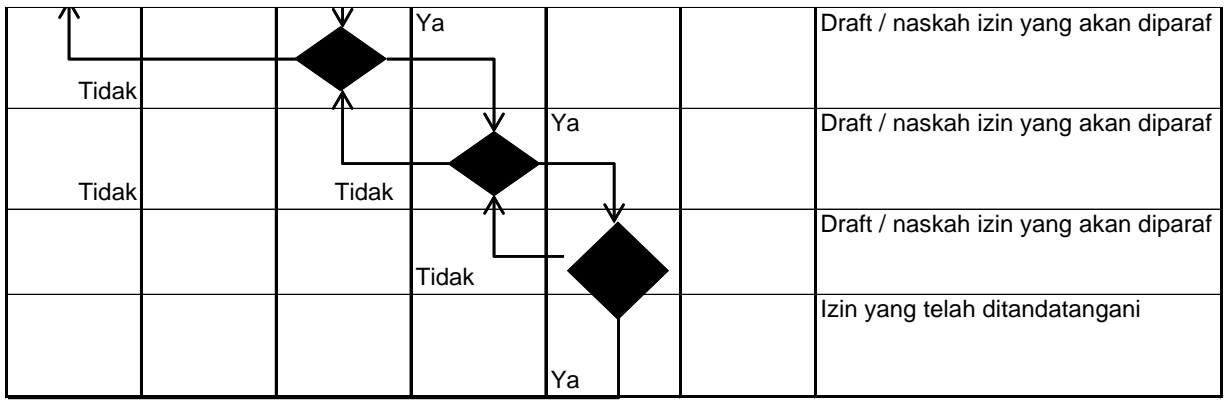 Ya
Draft / naskah izin yang akan diparaf
Tidak
Ya
Draft / naskah izin yang akan diparaf
Tidak
Tidak
Draft / naskah izin yang akan diparaf
Tidak
Izin yang telah ditandatangani
Ya